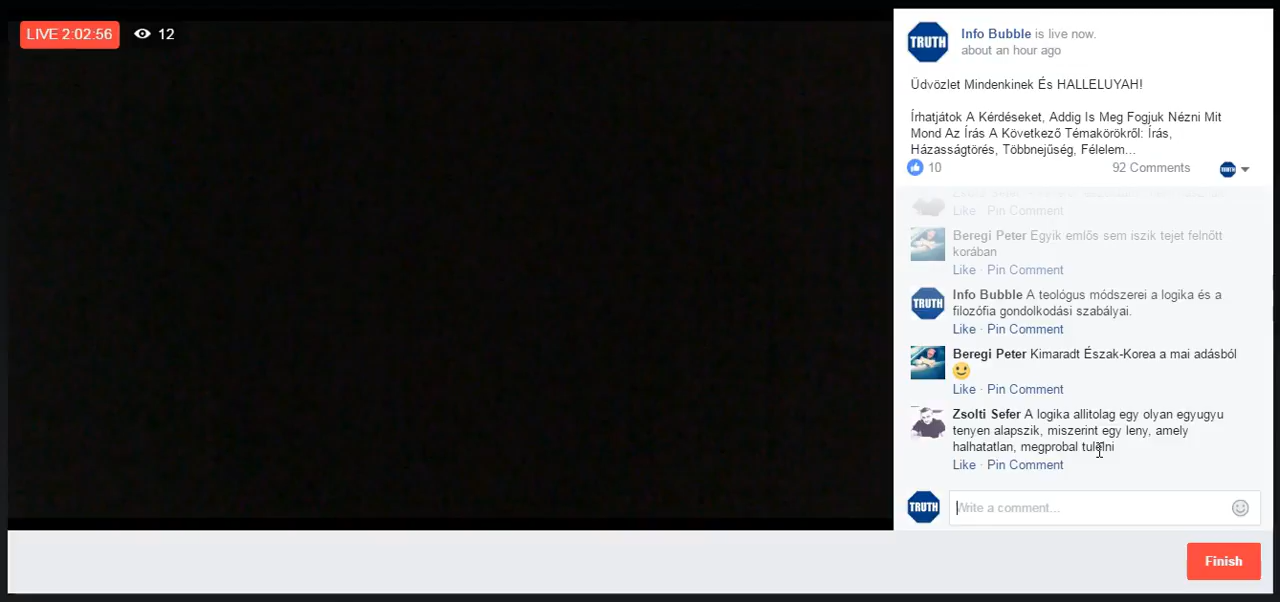 LIVE 2:02:56
12
TRUTH
Info Bubble is live now.
about an hour ago
Üdvözlet Mindenkinek És HALLELUYAH!
Írhatjátok A Kérdéseket, Addig Is Meg Fogjuk Nézni Mit
Mond Az Írás A Következő Témakörökről: Írás,
Házasságtörés, Többnejűség, Félelem...
10
92 Comments
TRUTH
Like · Pin Comment
Beregi Peter Egyik emlős sem iszik tejet felnőtt
korában
Like · Pin Comment
TRUTH
Info Bubble A teológus módszerei a logika és a
filozófia gondolkodási szabályai.
Like · Pin Comment
Beregi Peter Kimaradt Észak-Korea a mai adásból
🙂
Like · Pin Comment
Zsolti Sefer A logika allitolag egy olyan egyugyu
tenyen alapszik, miszerint egy leny, amely
halhatatlan, megprobal tulelni
Like · Pin Comment
TRUTH
Write a comment...
Finish